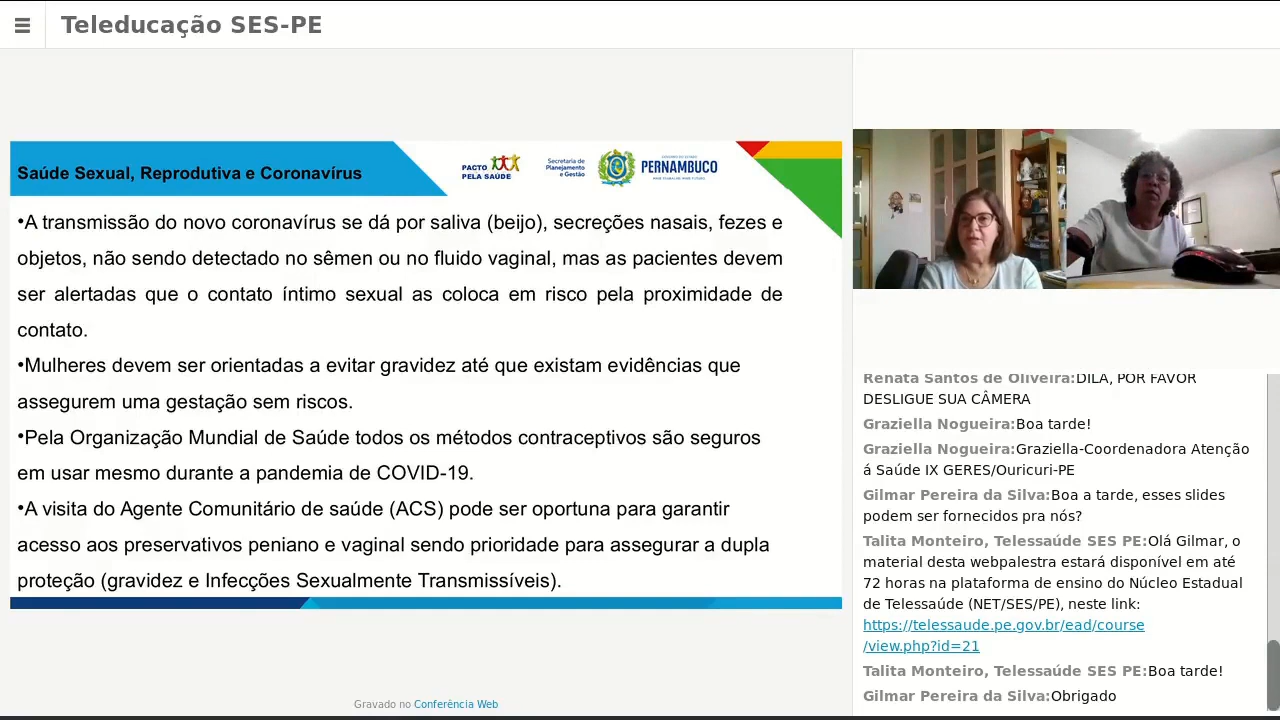 Teleducação SES-PE
Saúde Sexual, Reprodutiva e Coronavírus
PACTO
PELA SAÚDE
Secretaria de
Planejamento
e Gestão
PERNAMBUCO
•A transmissão do novo coronavírus se dá por saliva (beijo), secreções nasais, fezes e
objetos, não sendo detectado no sêmen ou no fluido vaginal, mas as pacientes devem
ser alertadas que o contato íntimo sexual as coloca em risco pela proximidade de
contato.
•Mulheres devem ser orientadas a evitar gravidez até que existam evidências que
assegurem uma gestação sem riscos.
•Pela Organização Mundial de Saúde todos os métodos contraceptivos são seguros
em usar mesmo durante a pandemia de COVID-19.
•A visita do Agente Comunitário de saúde (ACS) pode ser oportuna para garantir
acesso aos preservativos peniano e vaginal sendo prioridade para assegurar a dupla
proteção (gravidez e Infecções Sexualmente Transmissíveis).
Gravado no Conferência Web
Renata Santos de Oliveira:DILA, POR FAVOR
DESLIGUE SUA CÂMERA
Graziella Nogueira:Boa tarde!
Graziella Nogueira:Graziella-Coordenadora Atenção
á Saúde IX GERES/Ouricuri-PE
Gilmar Pereira da Silva:Boa a tarde, esses slides
podem ser fornecidos pra nós?
Talita Monteiro, Telessaúde SES PE:Olá Gilmar, o
material desta webpalestra estará disponível em até
72 horas na plataforma de ensino do Núcleo Estadual
de Telessaúde (NET/SES/PE), neste link:
https://telessaude.pe.gov.br/ead/course
/view.php?id=21
Talita Monteiro, Telessaúde SES PE:Boa tarde!
Gilmar Pereira da Silva:Obrigado